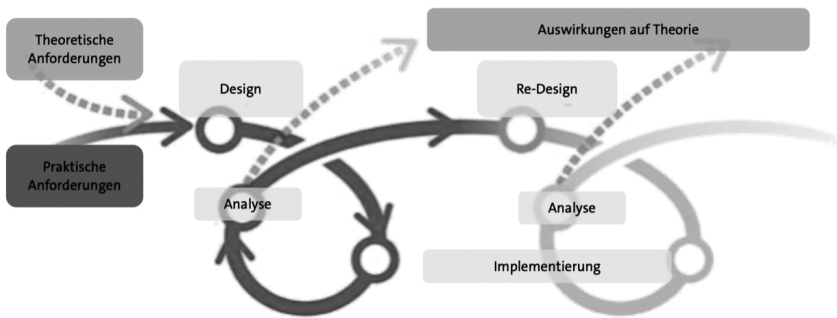 Theoretische
Anforderungen
Auswirkungen auf Theorie
Design
Re-Design
Praktische
Anforderungen
Analyse
Analyse
Implementierung